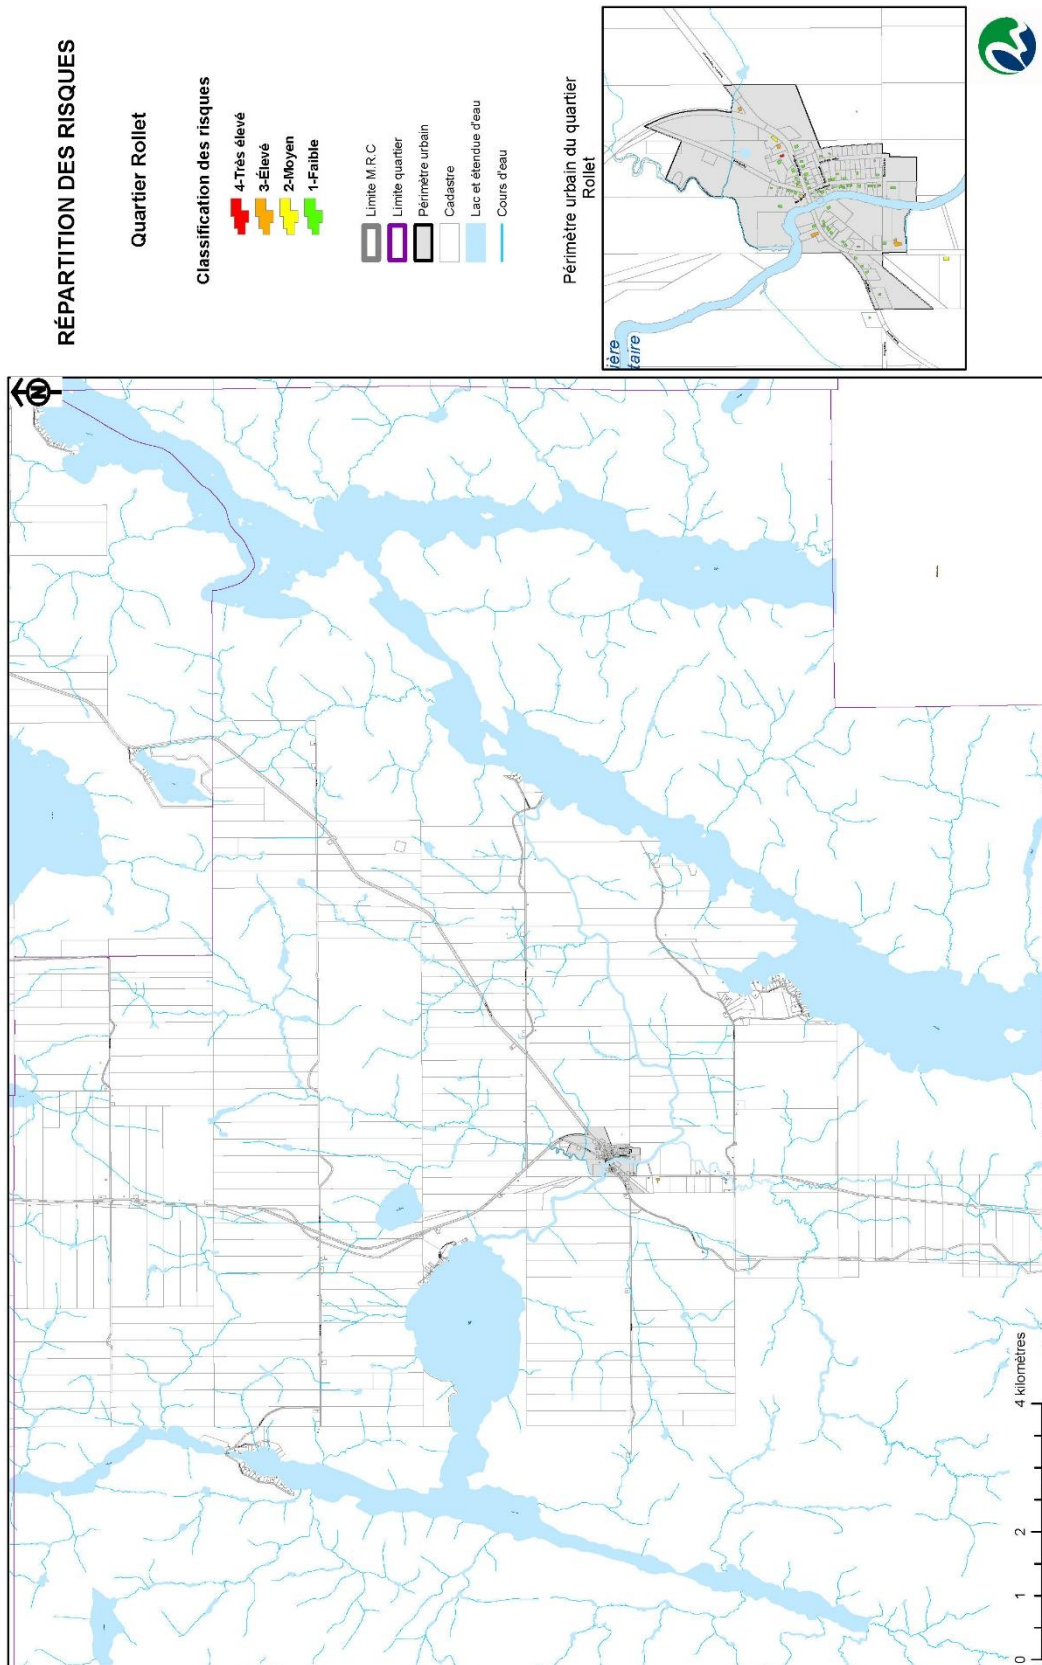 RÉPARTITION DES RISQUES
Quartier Rollet
Classification des risques
4-Très élevé
3-Élevé
2-Moyen
1-Faible
Limite M.R.C
Limite quartier
Périmètre urbain
Cadastre
Lac et étendue d'eau
Cours d'eau
Périmètre urbain du quartier
Rollet
ière
taire
N
0 1 2 4 kilomètres